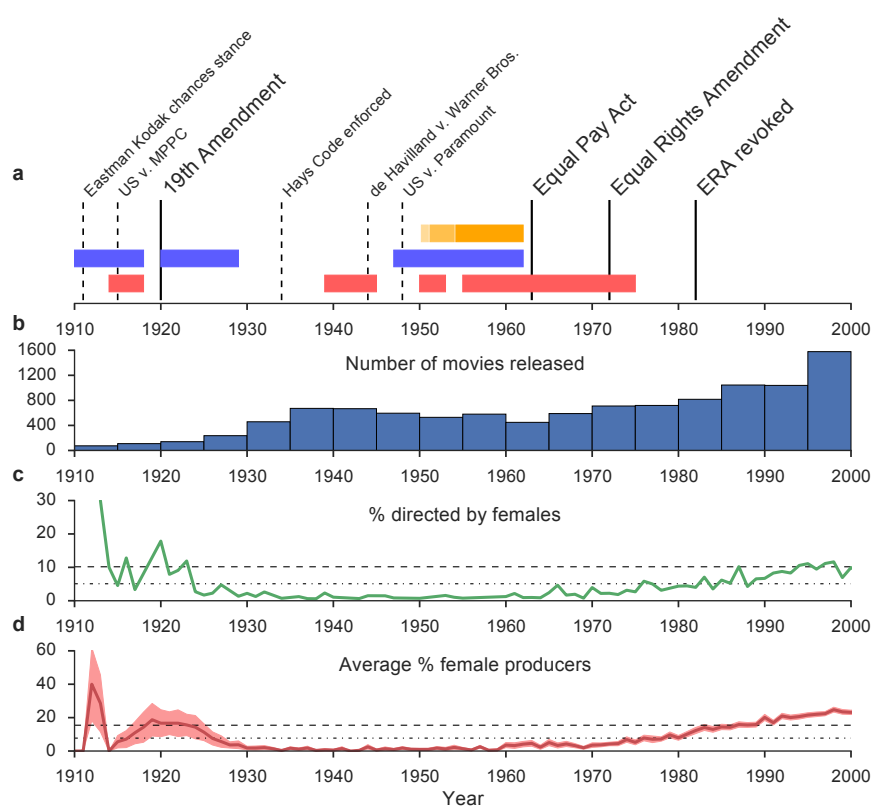 Eastman Kodak chances stance
US v. MPPC
19th Amendment
Hays Code enforced
de Havilland v. Warner Bros.
US v. Paramount
Equal Pay Act
Equal Rights Amendment
ERA revoked
a
1910 1920 1930 1940 1950 1960 1970 1980 1990 2000
b
Number of movies released
1600
1200
800
400
0
1910 1920 1930 1940 1950 1960 1970 1980 1990 2000
c
% directed by females
30
20
10
0
1910 1920 1930 1940 1950 1960 1970 1980 1990 2000
d
Average % female producers
60
40
20
0
1910 1920 1930 1940 1950 1960 1970 1980 1990 2000
Year